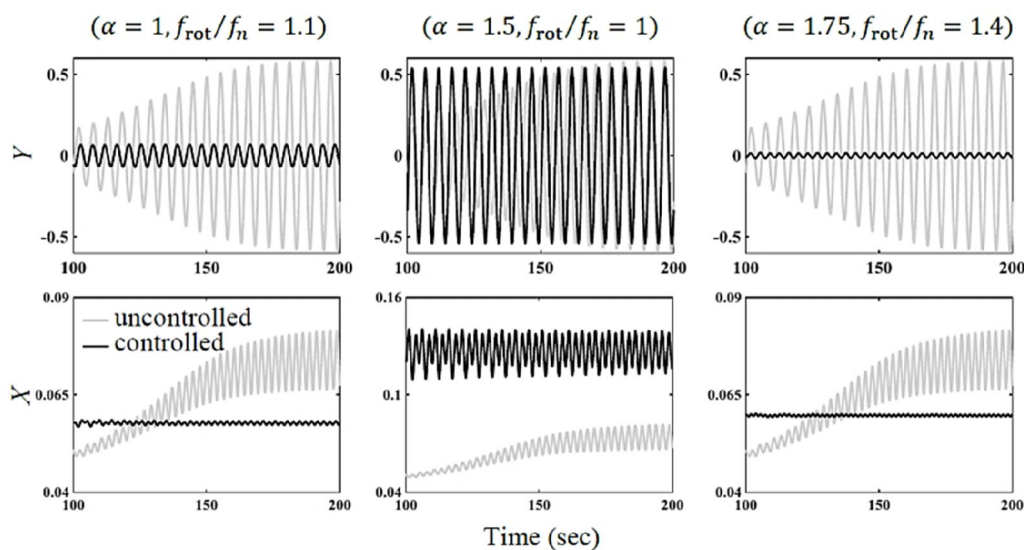 (α = 1, f_rot/f_n = 1.1) (α = 1.5, f_rot/f_n = 1) (α = 1.75, f_rot/f_n = 1.4)
Y
0.5 0.5 0.5
0 0 0
-0.5 -0.5 -0.5
100 150 200 100 150 200 100 150 200
X
0.09 0.16 0.09
uncontrolled
controlled
0.065 0.1 0.065
0.04 0.04 0.04
100 150 200 100 150 200 100 150 200
Time (sec)